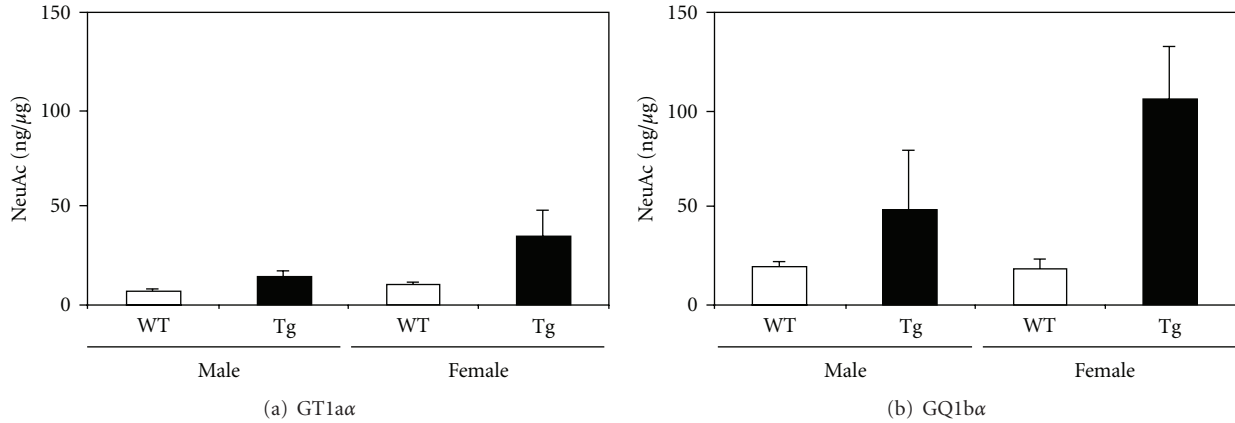 150
100
50
0
NeuAc (ng/µg)
WT
Tg
WT
Tg
Male
Female
(a) GT1aα
150
100
50
0
NeuAc (ng/µg)
WT
Tg
WT
Tg
Male
Female
(b) GQ1bα